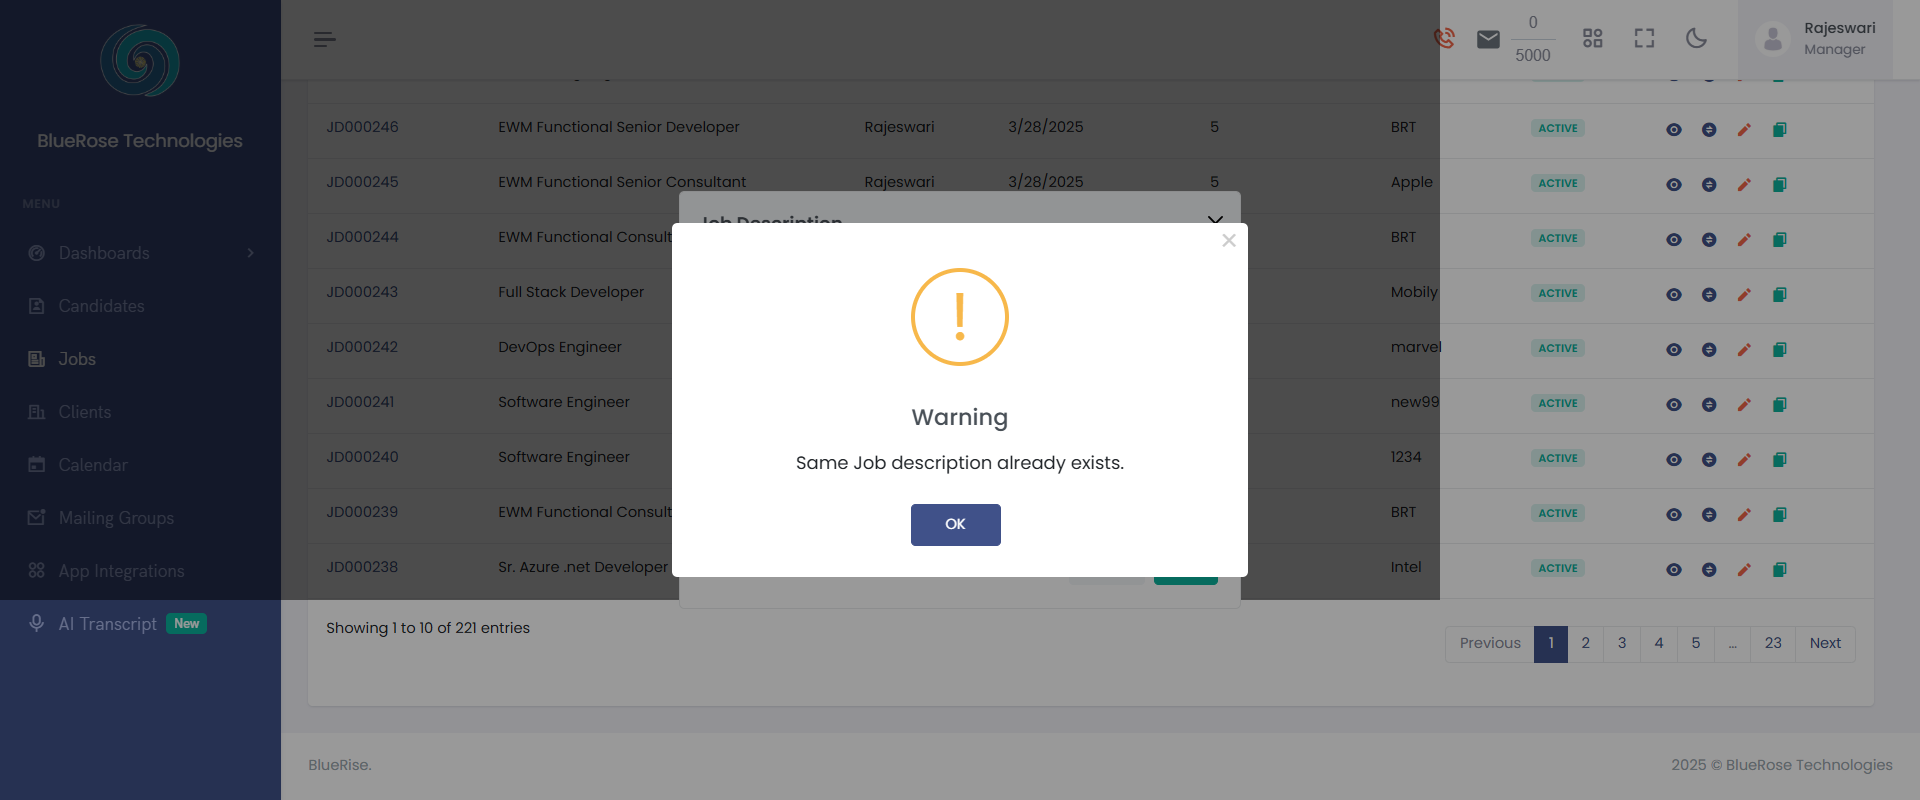 0
5000
Rajeswari
Manager
BlueRose Technologies
MENU
Dashboards
Candidates
Jobs
Clients
Calendar
Mailing Groups
App Integrations
AI Transcript New
JD000246 EWM Functional Senior Developer Rajeswari 3/28/2025 5 BRT ACTIVE
JD000245 EWM Functional Senior Consultant Rajeswari 3/28/2025 5 Apple ACTIVE
Job Description
JD000244 EWM Functional Consult BRT ACTIVE
JD000243 Full Stack Developer Mobily ACTIVE
JD000242 DevOps Engineer marvel ACTIVE
JD000241 Software Engineer new99 ACTIVE
JD000240 Software Engineer 1234 ACTIVE
JD000239 EWM Functional Consult BRT ACTIVE
JD000238 Sr. Azure .net Developer Intel ACTIVE
Warning
Same Job description already exists.
OK
Showing 1 to 10 of 221 entries
Previous 1 2 3 4 5 ... 23 Next
BlueRise.
2025 © BlueRose Technologies